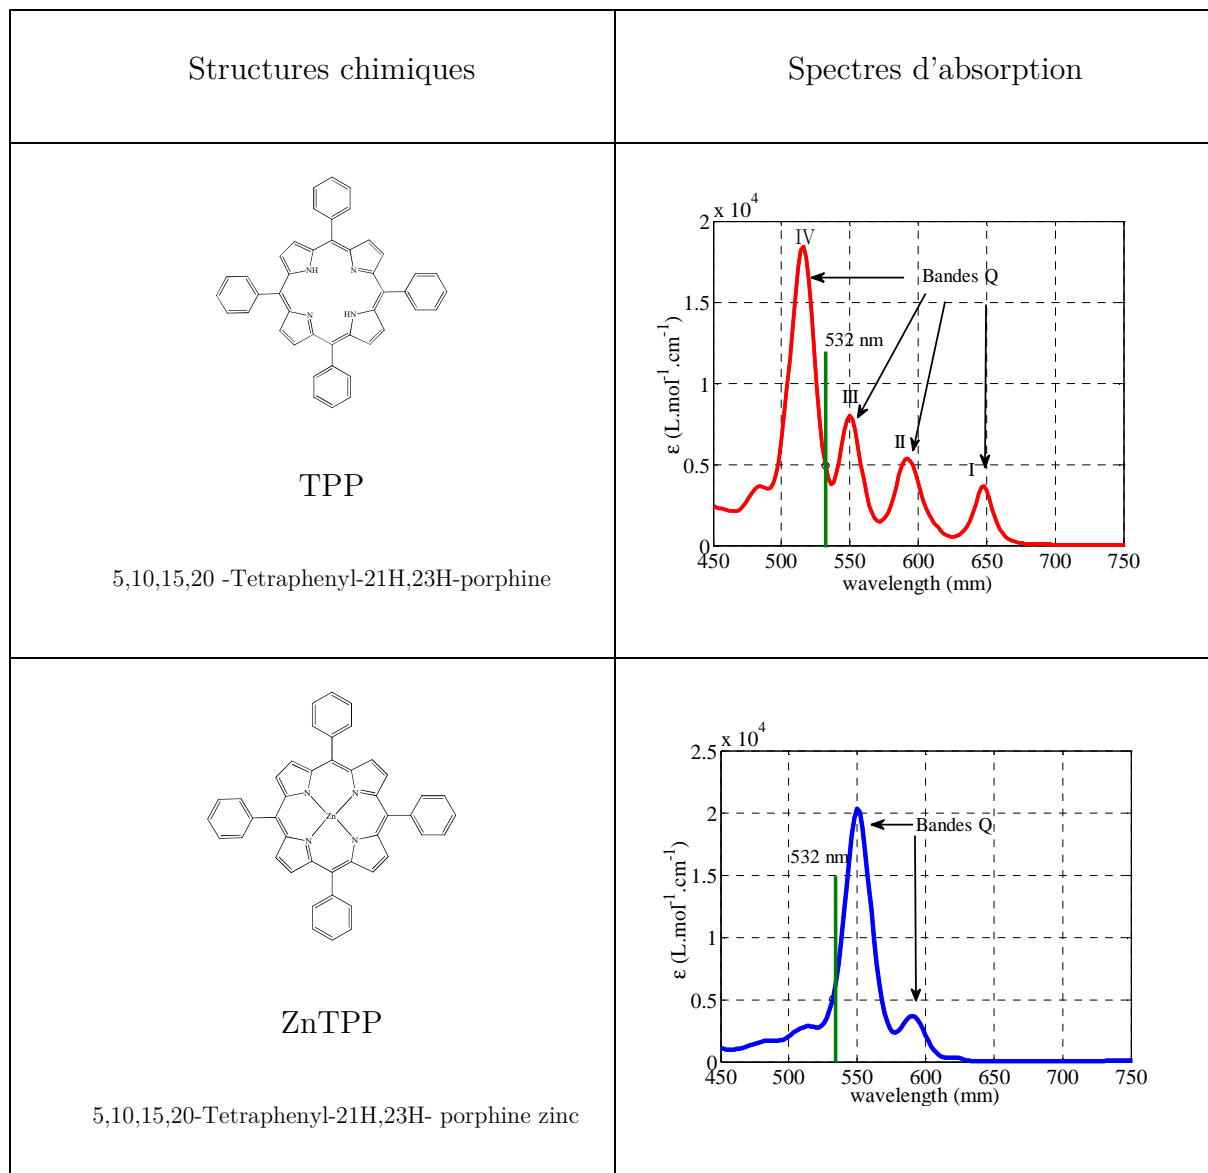 Structures chimiques
Spectres d'absorption
NH
N
N
HN
TPP
5,10,15,20 -Tetraphenyl-21H,23H-porphine
x 10⁴
2
1.5
1
0.5
0
IV
Bandes Q
532 nm
III
II
I
450 500 550 600 650 700 750
wavelength (mm)
ε (L.mol⁻¹.cm⁻¹)
N
N
Zn
N
N
ZnTPP
5,10,15,20-Tetraphenyl-21H,23H- porphine zinc
x 10⁴
2.5
2
1.5
1
0.5
0
Bandes Q
532 nm
450 500 550 600 650 700 750
wavelength (mm)
ε (L.mol⁻¹.cm⁻¹)